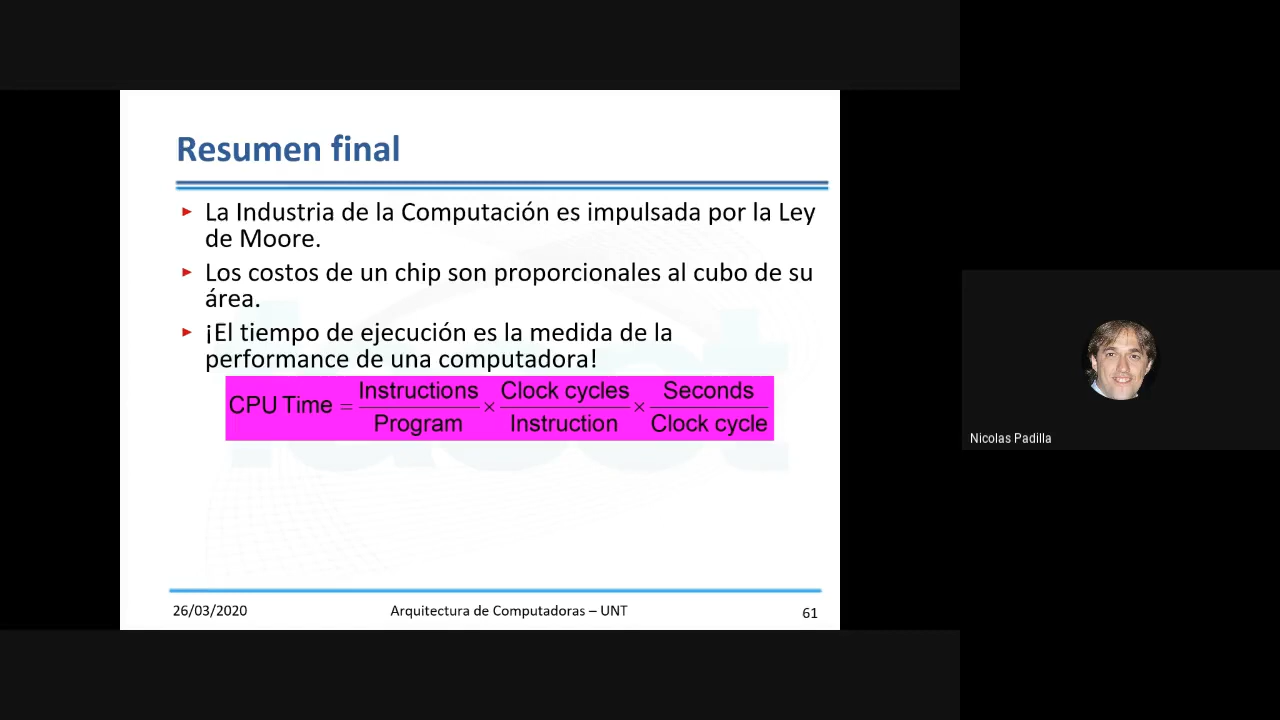 Resumen final
La Industria de la Computación es impulsada por la Ley
de Moore.
Los costos de un chip son proporcionales al cubo de su
área.
¡El tiempo de ejecución es la medida de la
performance de una computadora!
CPU Time = Instructions / Program × Clock cycles / Instruction × Seconds / Clock cycle
26/03/2020 Arquitectura de Computadoras – UNT 61
Nicolas Padilla